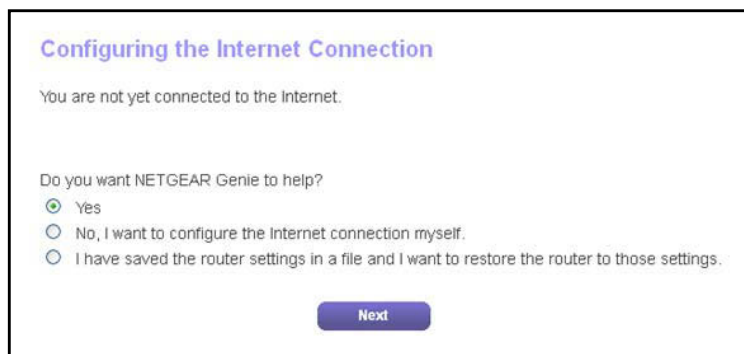 Configuring the Internet Connection
You are not yet connected to the Internet.
Do you want NETGEAR Genie to help?
Yes
No, I want to configure the Internet connection myself.
I have saved the router settings in a file and I want to restore the router to those settings.
Next